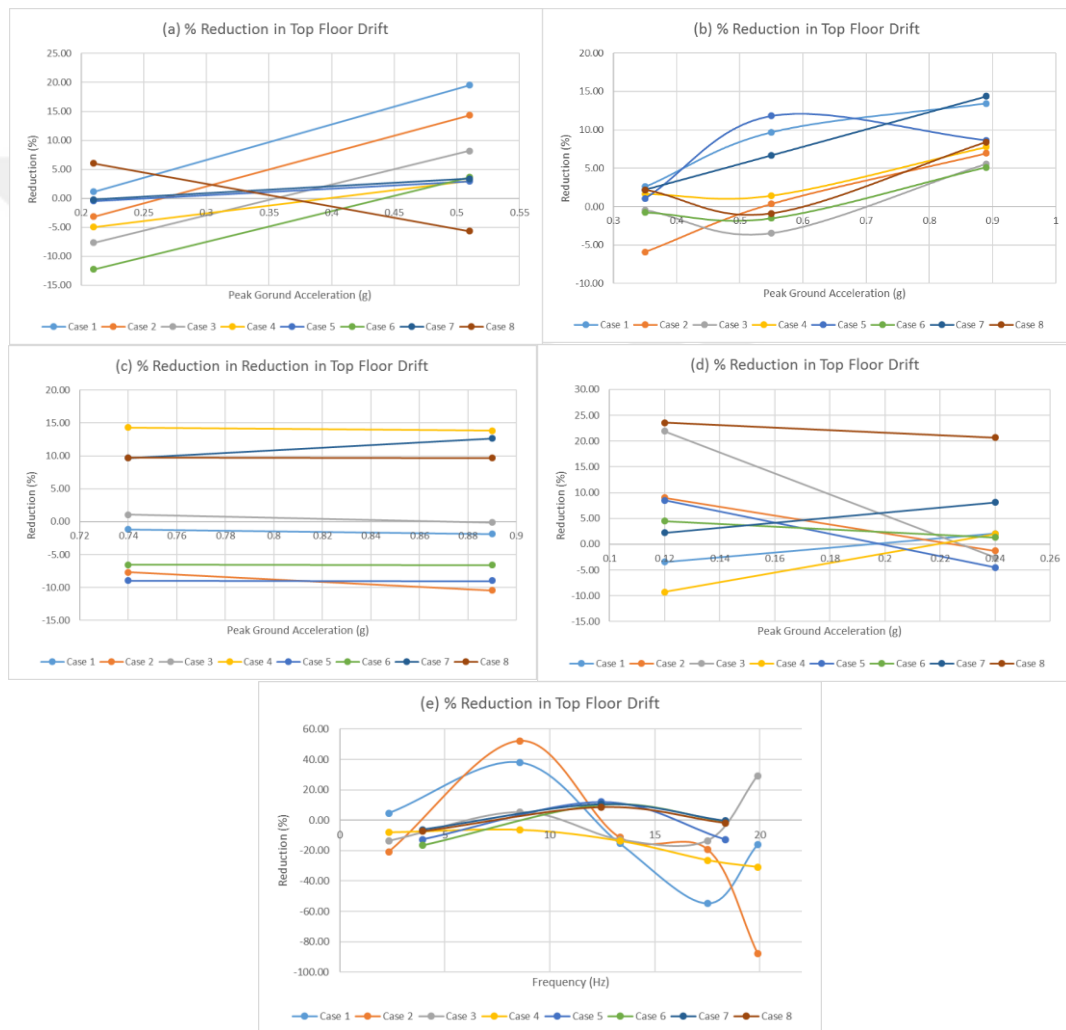 (a) % Reduction in Top Floor Drift
25.00
20.00
15.00
10.00
5.00
0.00
-5.00
-10.00
-15.00
Reduction (%)
0.2 0.25 0.3 0.35 0.4 0.45 0.5 0.55
Peak Gorund Acceleration (g)
Case 1 Case 2 Case 3 Case 4 Case 5 Case 6 Case 7 Case 8
(b) % Reduction in Top Floor Drift
20.00
15.00
10.00
5.00
0.00
-5.00
-10.00
Reduction (%)
0.3 0.4 0.5 0.6 0.7 0.8 0.9 1
Peak Ground Acceleration (g)
Case 1 Case 2 Case 3 Case 4 Case 5 Case 6 Case 7 Case 8
(c) % Reduction in Reduction in Top Floor Drift
20.00
15.00
10.00
5.00
0.00
-5.00
-10.00
-15.00
Reduction (%)
0.72 0.74 0.76 0.78 0.8 0.82 0.84 0.86 0.88 0.9
Peak Ground Acceleration (g)
Case 1 Case 2 Case 3 Case 4 Case 5 Case 6 Case 7 Case 8
(d) % Reduction in Top Floor Drift
30.00
25.00
20.00
15.00
10.00
5.00
0.00
-5.00
-10.00
-15.00
Reduction (%)
0.1 0.12 0.14 0.16 0.18 0.2 0.22 0.24 0.26
Peak Ground Acceleration (g)
Case 1 Case 2 Case 3 Case 4 Case 5 Case 6 Case 7 Case 8
(e) % Reduction in Top Floor Drift
60.00
40.00
20.00
0.00
-20.00
-40.00
-60.00
-80.00
-100.00
Reduction (%)
0 5 10 15 20
Frequency (Hz)
Case 1 Case 2 Case 3 Case 4 Case 5 Case 6 Case 7 Case 8